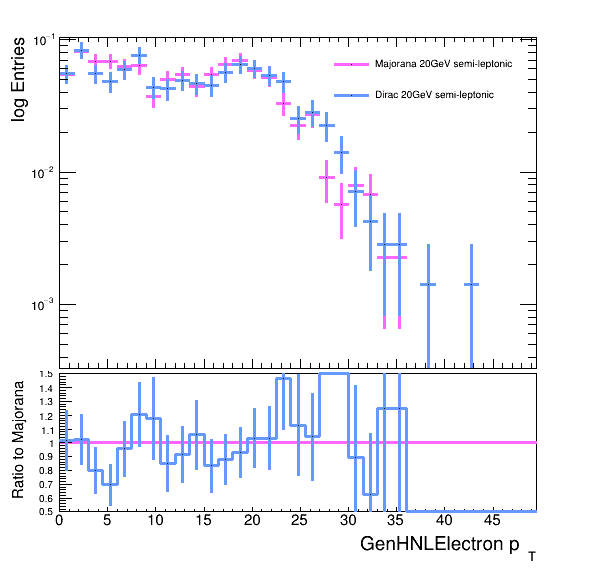 log Entries
10⁻¹
10⁻²
10⁻³
Majorana 20GeV semi-leptonic
Dirac 20GeV semi-leptonic
Ratio to Majorana
1.5
1.4
1.3
1.2
1.1
1
0.9
0.8
0.7
0.6
0.5
0 5 10 15 20 25 30 35 40 45
GenHNLElectron p
T